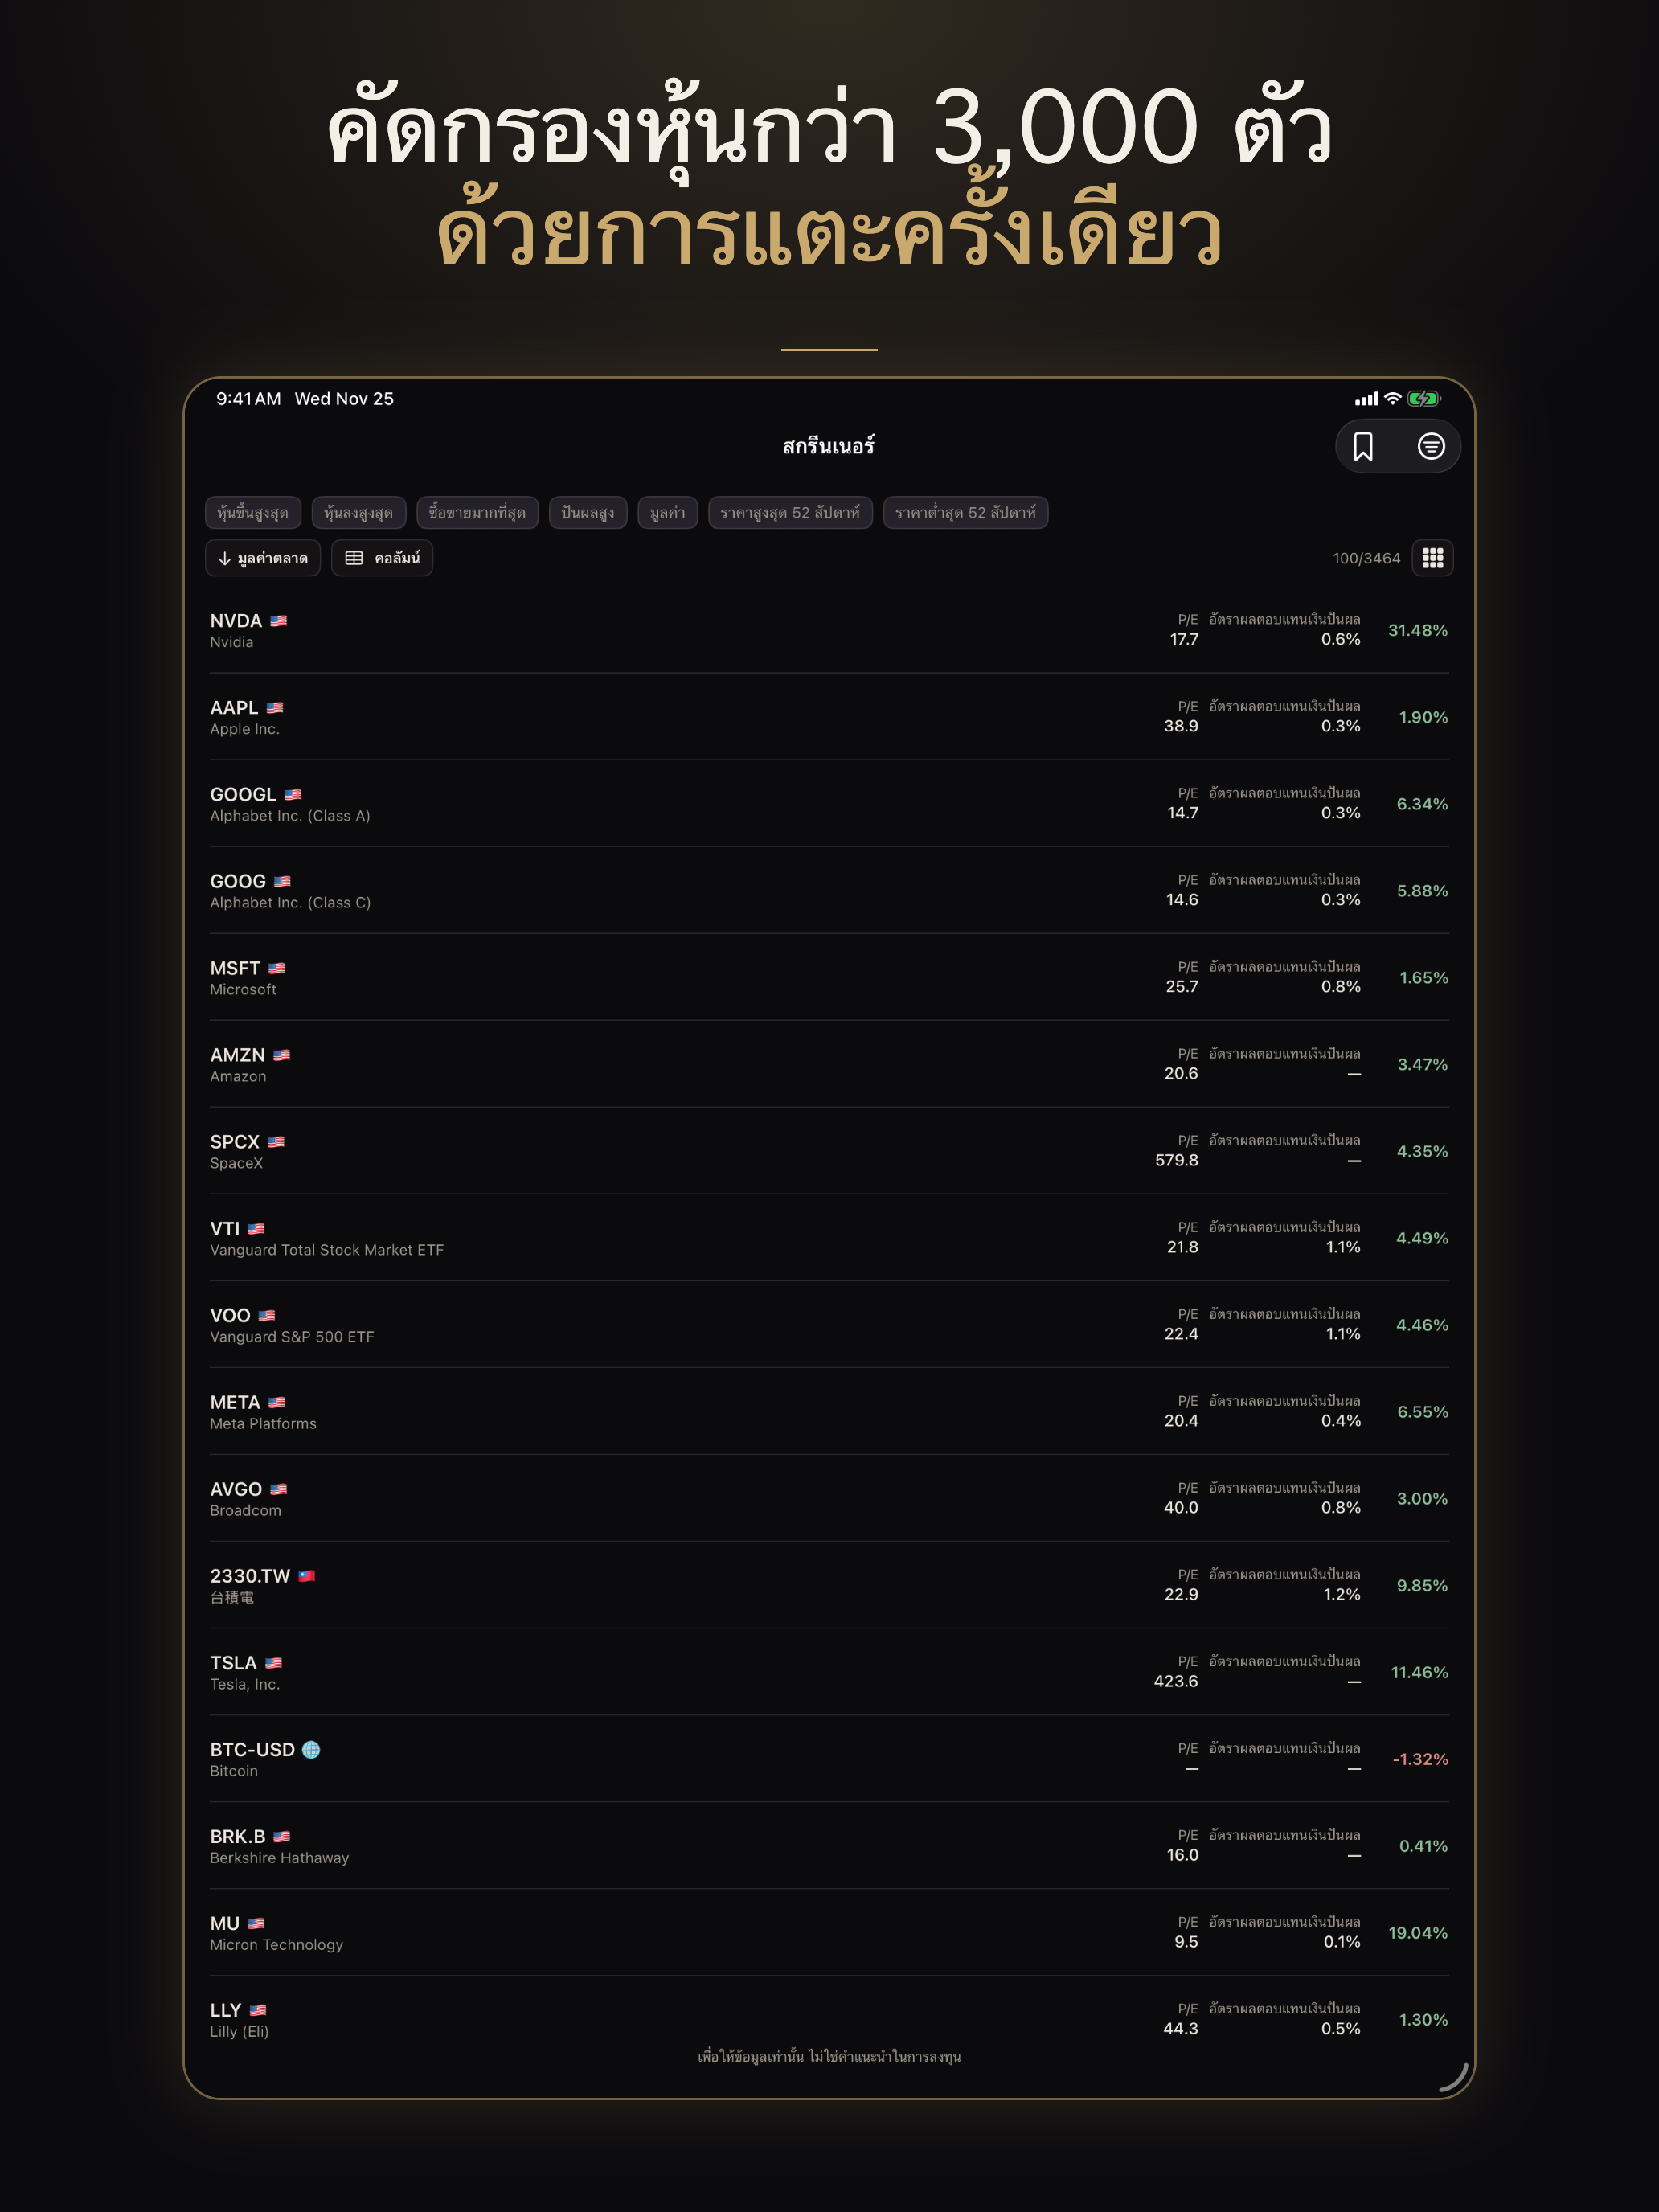 คัดกรองหุ้นกว่า 3,000 ตัว
ด้วยการแตะครั้งเดียว
9:41 AM Wed Nov 25
สกรีนเนอร์
หุ้นขึ้นสูงสุด หุ้นลงสูงสุด ซื้อขายมากที่สุด ปันผลสูง มูลค่า ราคาสูงสุด 52 สัปดาห์ ราคาต่ำสุด 52 สัปดาห์
มูลค่าตลาด คอลัมน์ 100/3464
NVDA P/E อัตราผลตอบแทนเงินปันผล 31.48%
Nvidia 17.7 0.6%
AAPL P/E อัตราผลตอบแทนเงินปันผล 1.90%
Apple Inc. 38.9 0.3%
GOOGL P/E อัตราผลตอบแทนเงินปันผล 6.34%
Alphabet Inc. (Class A) 14.7 0.3%
GOOG P/E อัตราผลตอบแทนเงินปันผล 5.88%
Alphabet Inc. (Class C) 14.6 0.3%
MSFT P/E อัตราผลตอบแทนเงินปันผล 1.65%
Microsoft 25.7 0.8%
AMZN P/E อัตราผลตอบแทนเงินปันผล 3.47%
Amazon 20.6 —
SPCX P/E อัตราผลตอบแทนเงินปันผล 4.35%
SpaceX 579.8 —
VTI P/E อัตราผลตอบแทนเงินปันผล 4.49%
Vanguard Total Stock Market ETF 21.8 1.1%
VOO P/E อัตราผลตอบแทนเงินปันผล 4.46%
Vanguard S&P 500 ETF 22.4 1.1%
META P/E อัตราผลตอบแทนเงินปันผล 6.55%
Meta Platforms 20.4 0.4%
AVGO P/E อัตราผลตอบแทนเงินปันผล 3.00%
Broadcom 40.0 0.8%
2330.TW P/E อัตราผลตอบแทนเงินปันผล 9.85%
台積電 22.9 1.2%
TSLA P/E อัตราผลตอบแทนเงินปันผล 11.46%
Tesla, Inc. 423.6 —
BTC-USD P/E อัตราผลตอบแทนเงินปันผล -1.32%
Bitcoin — —
BRK.B P/E อัตราผลตอบแทนเงินปันผล 0.41%
Berkshire Hathaway 16.0 —
MU P/E อัตราผลตอบแทนเงินปันผล 19.04%
Micron Technology 9.5 0.1%
LLY P/E อัตราผลตอบแทนเงินปันผล 1.30%
Lilly (Eli) 44.3 0.5%
เพื่อให้ข้อมูลเท่านั้น ไม่ใช่คำแนะนำในการลงทุน